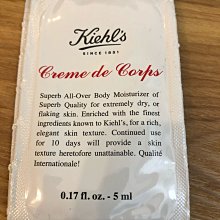 Kiehl's
SINCE 1851
Creme de Corps
Superb All-Over Body Moisturizer of
Superb Quality for extremely dry, or
flaking skin. Enriched with the finest
ingredients known to Kiehl's, for a rich,
elegant skin texture. Continued use
for 10 days will provide a skin
texture heretofore unattainable. Qualité
Internationale!
0.17 fl. oz. - 5 ml